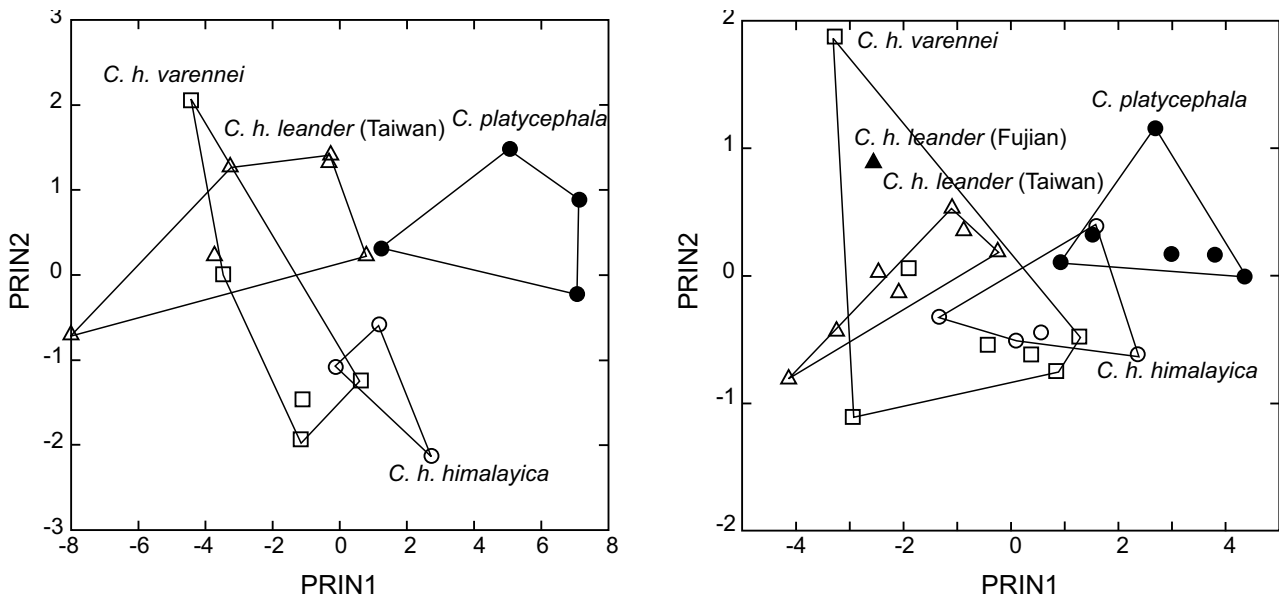 3
2
1
0
-1
-2
-3
PRIN2
C. h. varennei
C. h. leander (Taiwan)
C. platycephala
C. h. himalayica
-8 -6 -4 -2 0 2 4 6 8
PRIN1
2
1
0
-1
-2
PRIN2
C. h. varennei
C. platycephala
C. h. leander (Fujian)
C. h. leander (Taiwan)
C. h. himalayica
-4 -2 0 2 4
PRIN1